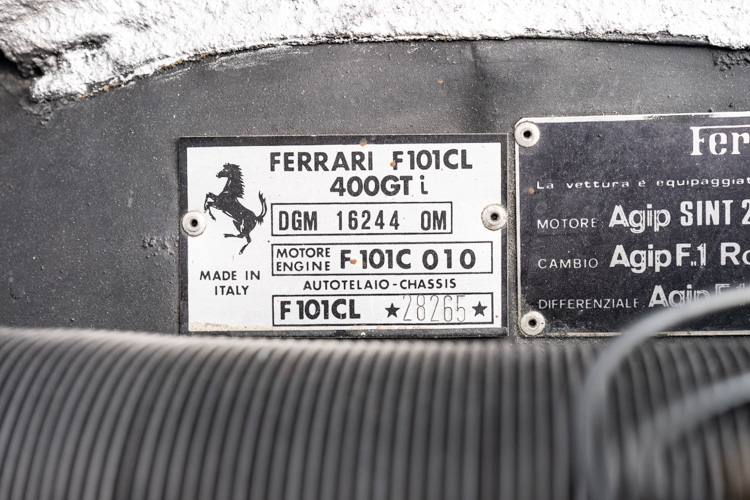 FERRARI F101CL
400GT i
DGM 16244 OM
MOTORE
ENGINE F·101C 010
AUTOTELAIO-CHASSIS
F101CL ★28265★
MADE IN
ITALY
La vettura é equipaggiat
MOTORE Agip SINT 2
CAMBIO Agip F.1
DIFFERENZIALE Agip